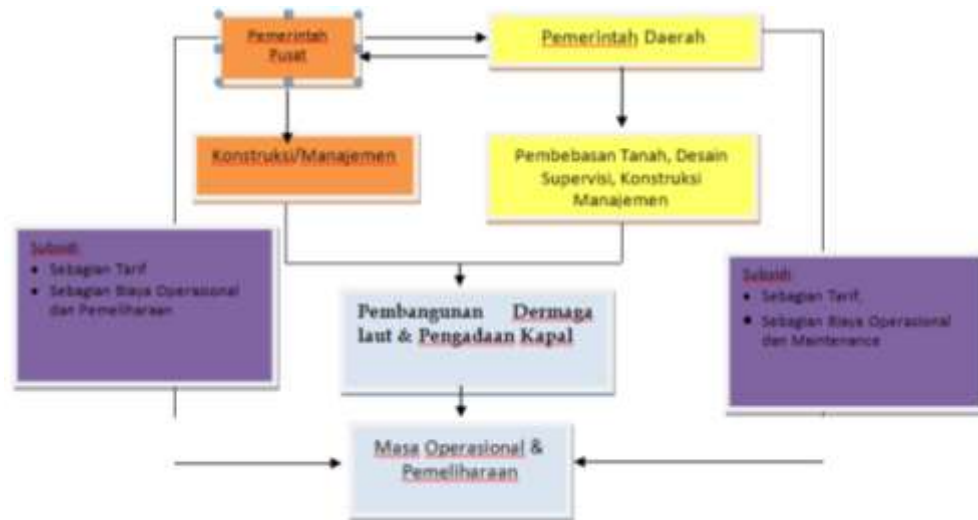 Pemerintah
Pusat
Pemerintah Daerah
Konstruksi/Manajemen
Pembebasan Tanah, Desain
Supervisi, Konstruksi
Manajemen
Subsidi:
• Sebagian Tarif
• Sebagian Biaya Operasional
dan Pemeliharaan
Pembangunan Dermaga
laut & Pengadaan Kapal
Subsidi:
• Sebagian Tarif.
• Sebagian Biaya Operasional
dan Maintenance
Masa Operasional &
Pemeliharaan